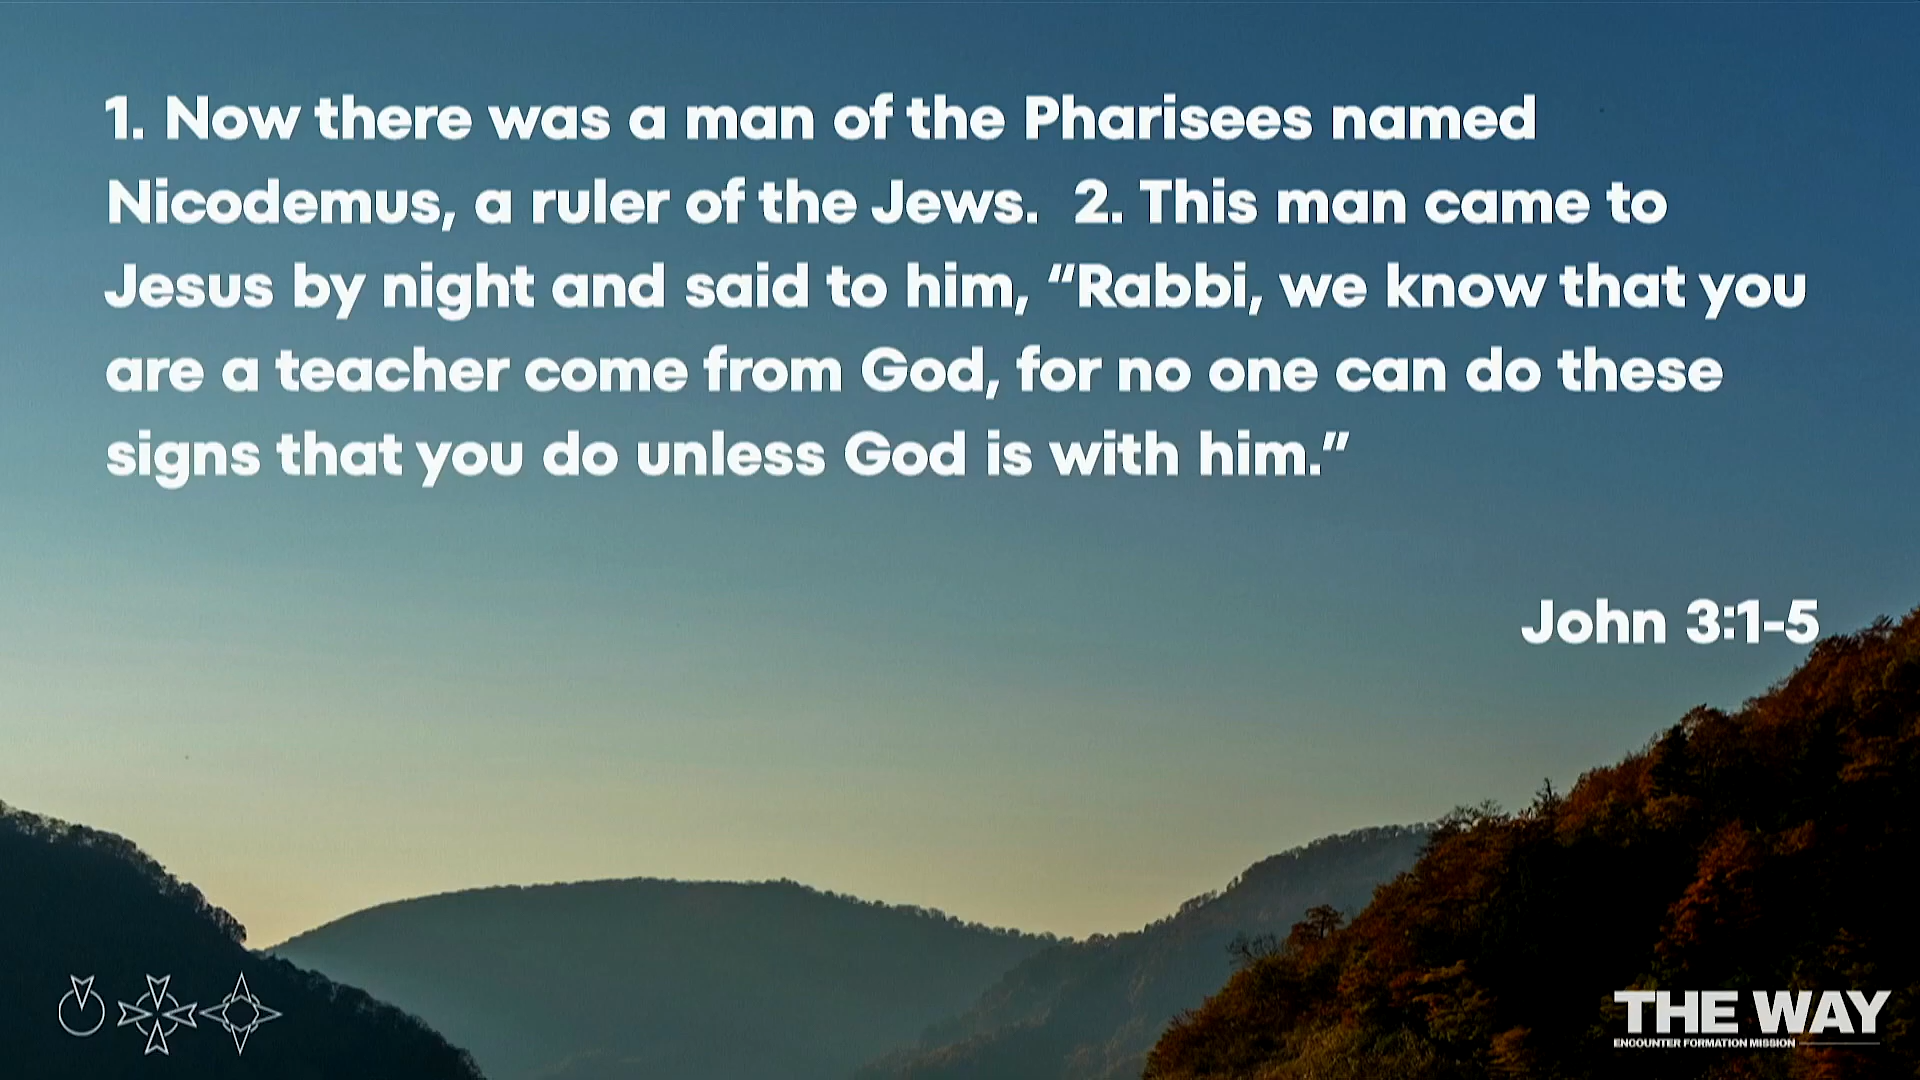 1. Now there was a man of the Pharisees named
Nicodemus, a ruler of the Jews.  2. This man came to
Jesus by night and said to him, “Rabbi, we know that you
are a teacher come from God, for no one can do these
signs that you do unless God is with him.”
John 3:1-5
THE WAY
ENCOUNTER FORMATION MISSION